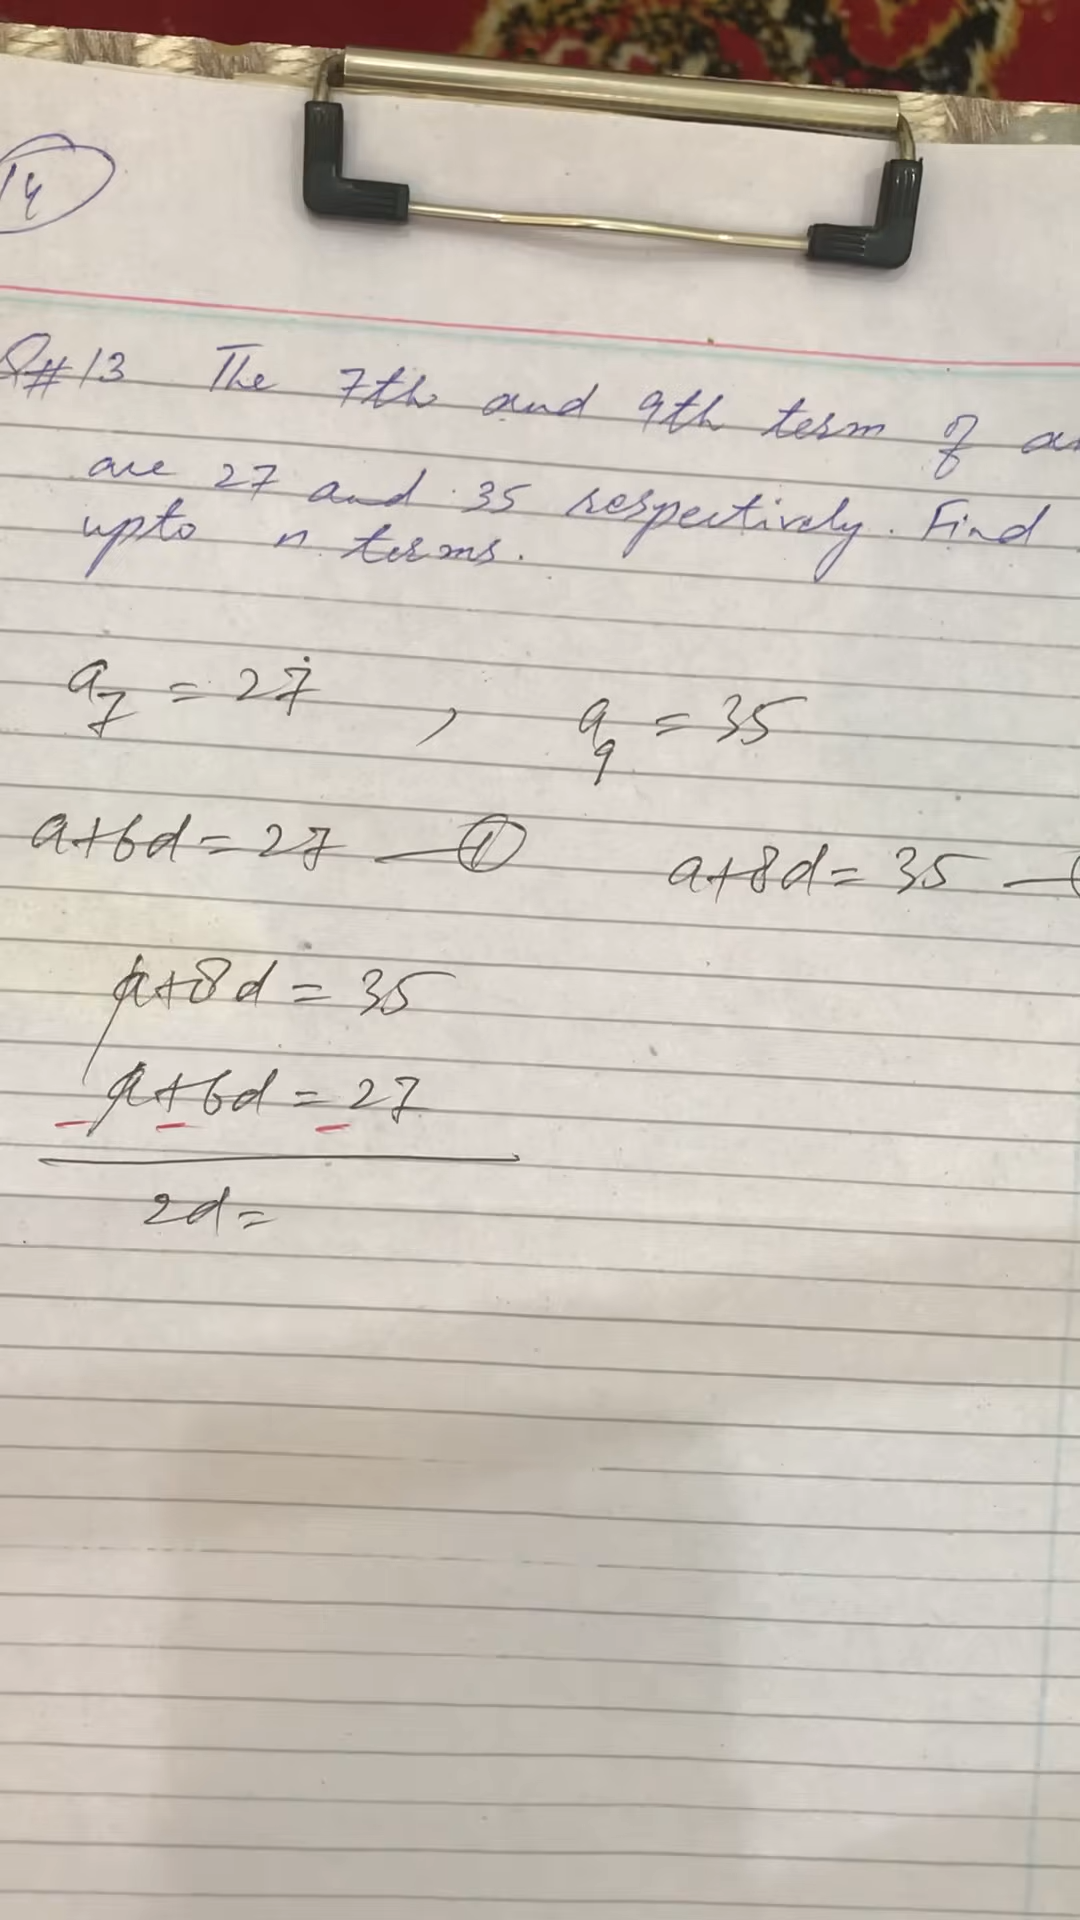 14
Q#13 The 7th and 9th term of
are 27 and 35 respectively. Find
upto n terms.
a₇ = 27 , a₉ = 35
a+6d=27 — ① a+8d=35 —
a+8d = 35
a+6d = 27
- - -
2d=